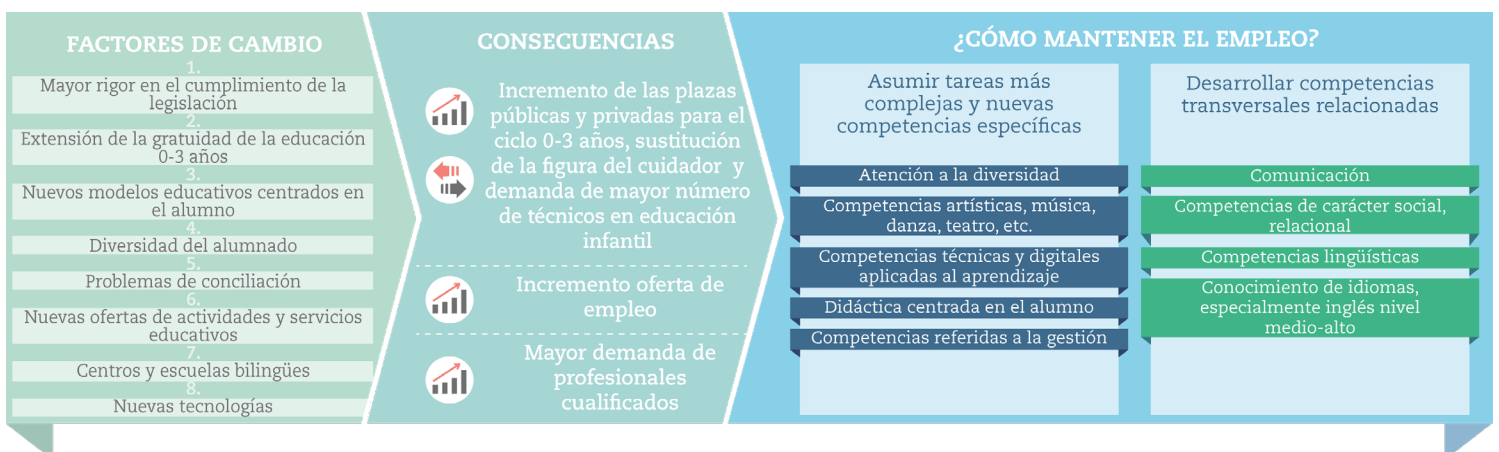 FACTORES DE CAMBIO
1.
Mayor rigor en el cumplimiento de la
legislación
2.
Extensión de la gratuidad de la educación
0-3 años
3.
Nuevos modelos educativos centrados en
el alumno
4.
Diversidad del alumnado
5.
Problemas de conciliación
6.
Nuevas ofertas de actividades y servicios
educativos
7.
Centros y escuelas bilingües
8.
Nuevas tecnologías
CONSECUENCIAS
Incremento de las plazas
públicas y privadas para el
ciclo 0-3 años, sustitución
de la figura del cuidador y
demanda de mayor número
de técnicos en educación
infantil
Incremento oferta de
empleo
Mayor demanda de
profesionales
cualificados
¿CÓMO MANTENER EL EMPLEO?
Asumir tareas más
complejas y nuevas
competencias específicas
Atención a la diversidad
Competencias artísticas, música,
danza, teatro, etc.
Competencias técnicas y digitales
aplicadas al aprendizaje
Didáctica centrada en el alumno
Competencias referidas a la gestión
Desarrollar competencias
transversales relacionadas
Comunicación
Competencias de carácter social,
relacional
Competencias lingüísticas
Conocimiento de idiomas,
especialmente inglés nivel
medio-alto